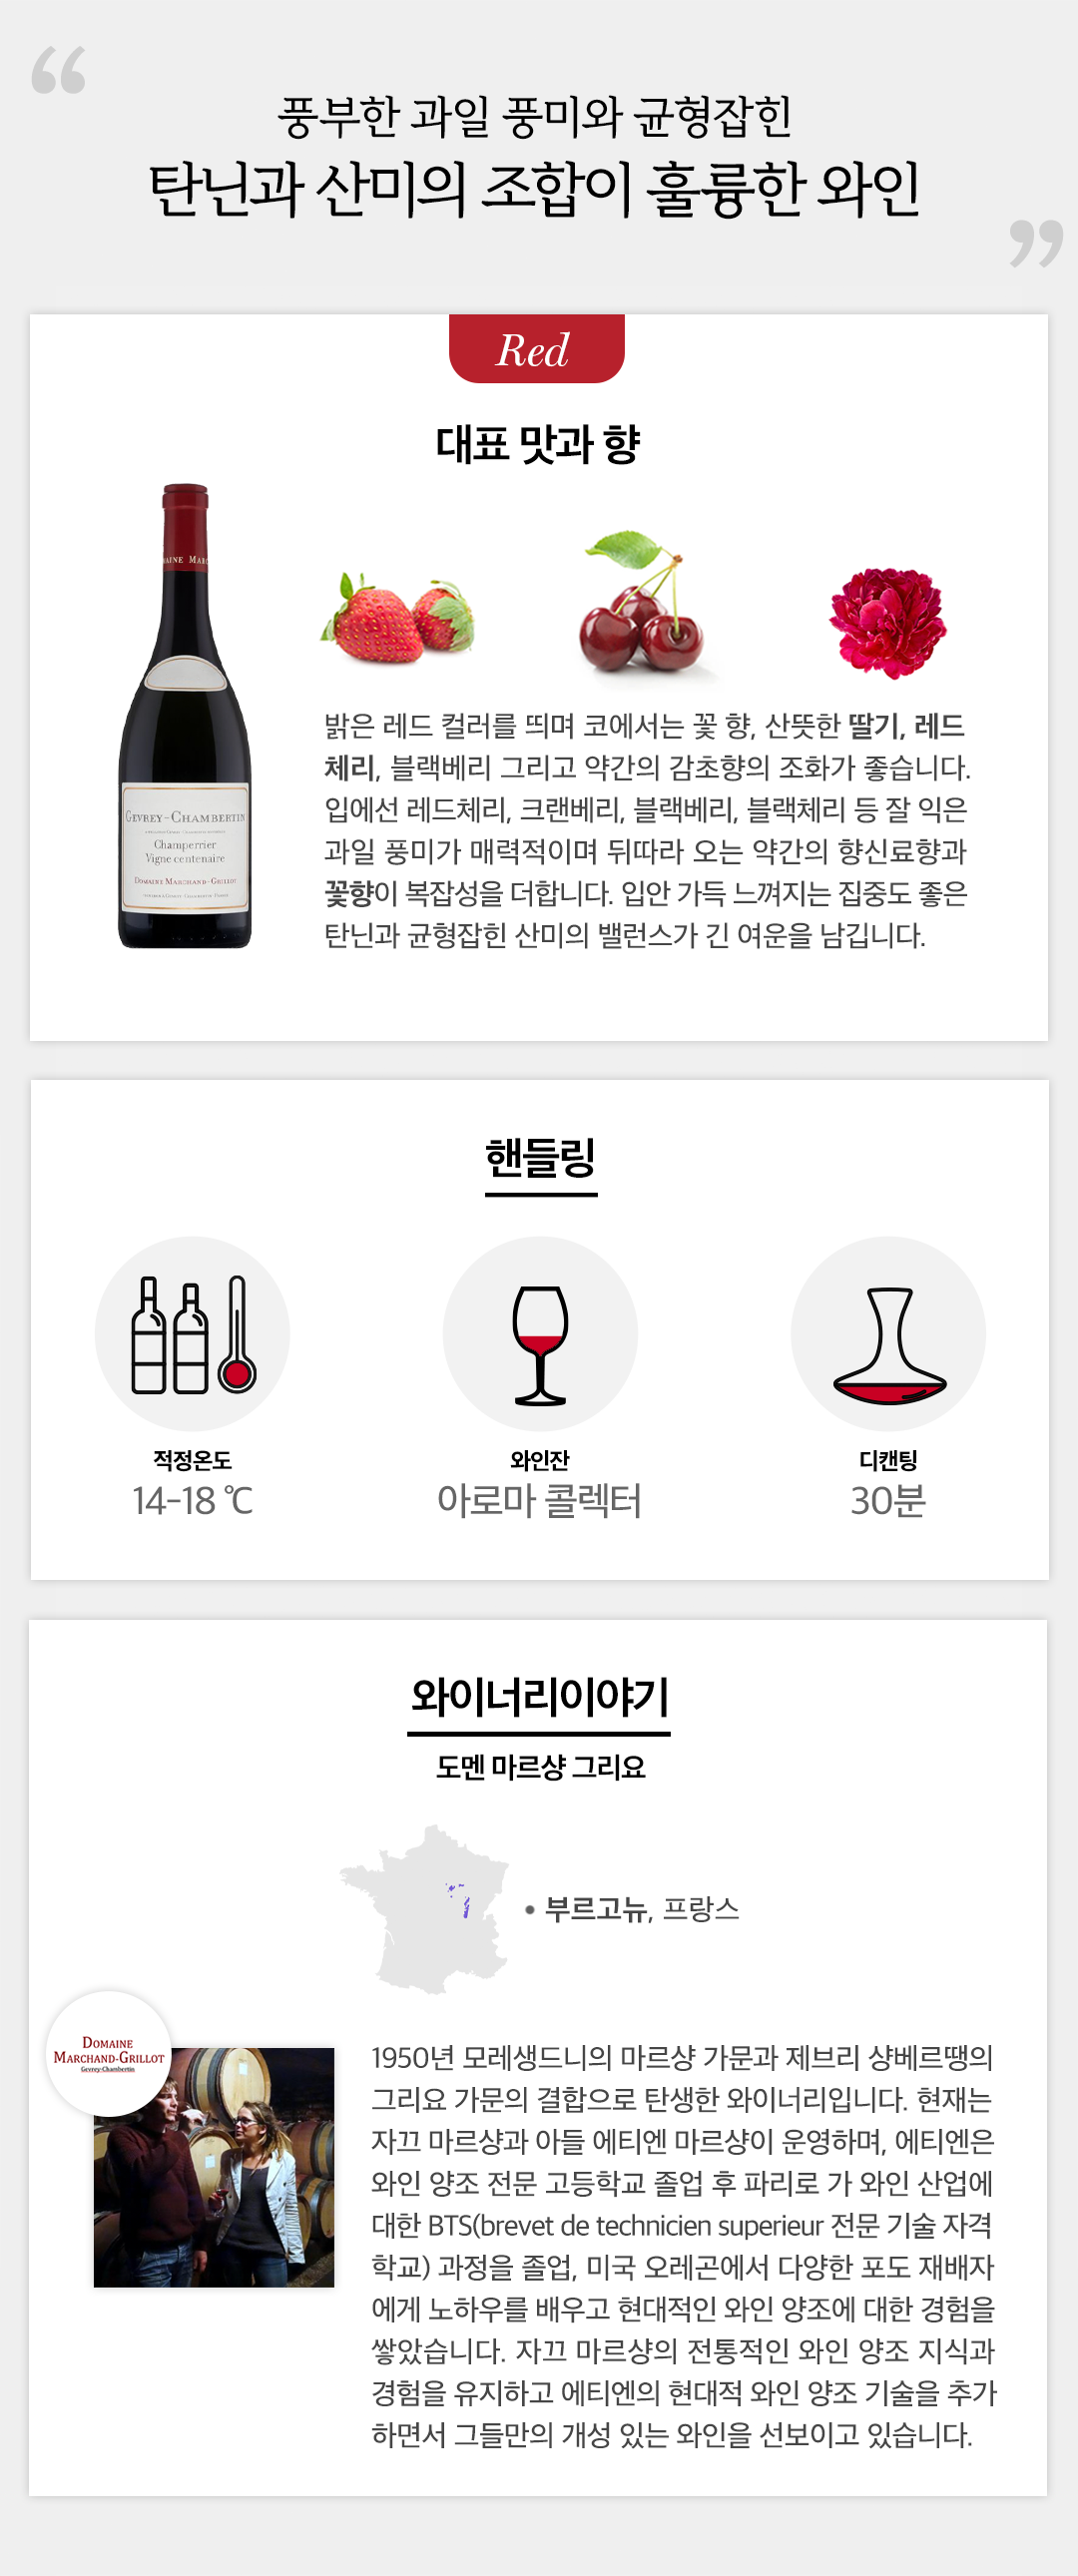 “
풍부한 과일 풍미와 균형잡힌
탄닌과 산미의 조합이 훌륭한 와인
”
Red
대표 맛과 향
GEVREY-CHAMBERTIN
Champerrier
Vigne centenaire
DOMAINE MARCHAND-GRILLOT
밝은 레드 컬러를 띄며 코에서는 꽃 향, 산뜻한 딸기, 레드
체리, 블랙베리 그리고 약간의 감초향의 조화가 좋습니다.
입에선 레드체리, 크랜베리, 블랙베리, 블랙체리 등 잘 익은
과일 풍미가 매력적이며 뒤따라 오는 약간의 향신료향과
꽃향이 복잡성을 더합니다. 입안 가득 느껴지는 집중도 좋은
탄닌과 균형잡힌 산미의 밸런스가 긴 여운을 남깁니다.
핸들링
적정온도
14-18 ℃
와인잔
아로마 콜렉터
디캔팅
30분
와이너리이야기
도멘 마르샹 그리요
• 부르고뉴, 프랑스
DOMAINE
MARCHAND-GRILLOT
Gevrey-Chambertin
1950년 모레생드니의 마르샹 가문과 제브리 샹베르땡의
그리요 가문의 결합으로 탄생한 와이너리입니다. 현재는
자끄 마르샹과 아들 에티엔 마르샹이 운영하며, 에티엔은
와인 양조 전문 고등학교 졸업 후 파리로 가 와인 산업에
대한 BTS(brevet de technicien superieur 전문 기술 자격
학교) 과정을 졸업, 미국 오레곤에서 다양한 포도 재배자
에게 노하우를 배우고 현대적인 와인 양조에 대한 경험을
쌓았습니다. 자끄 마르샹의 전통적인 와인 양조 지식과
경험을 유지하고 에티엔의 현대적 와인 양조 기술을 추가
하면서 그들만의 개성 있는 와인을 선보이고 있습니다.